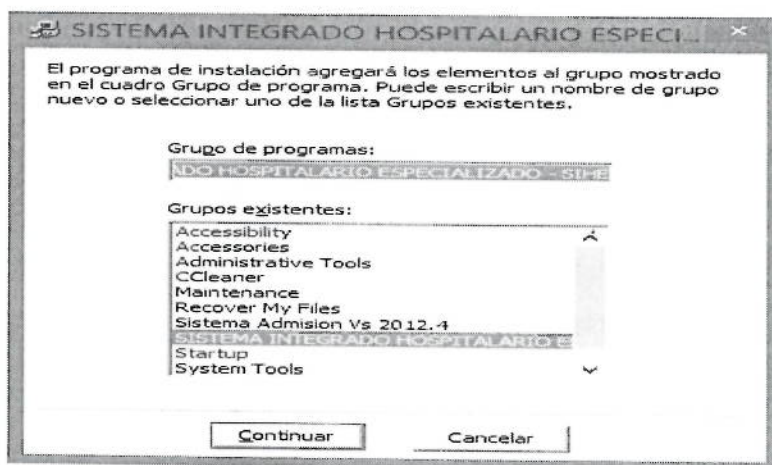 SISTEMA INTEGRADO HOSPITALARIO ESPECI...
El programa de instalación agregará los elementos al grupo mostrado
en el cuadro Grupo de programa. Puede escribir un nombre de grupo
nuevo o seleccionar uno de la lista Grupos existentes.
Grupo de programas:
ADO HOSPITALARIO ESPECIALIZADO - SIHE
Grupos existentes:
Accessibility
Accessories
Administrative Tools
CCleaner
Maintenance
Recover My Files
Sistema Admision Vs 2012.4
SISTEMA INTEGRADO HOSPITALARIO E
Startup
System Tools
Continuar
Cancelar